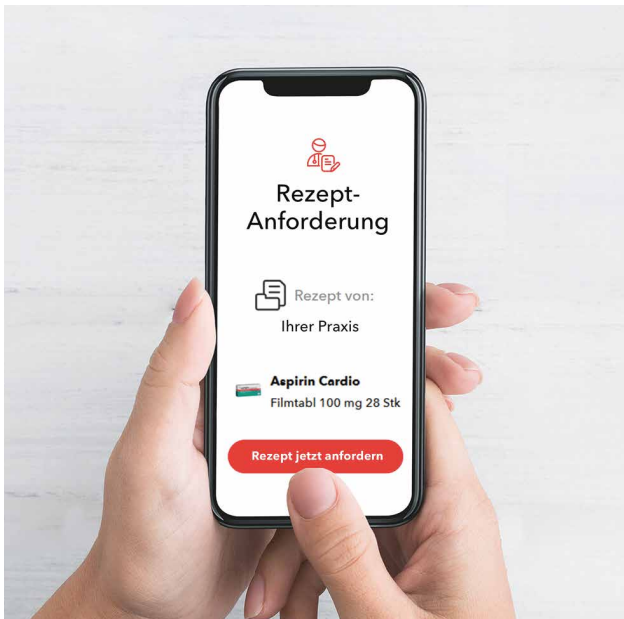 Rezept-
Anforderung
Rezept von:
Ihrer Praxis
Aspirin Cardio
Filmtabl 100 mg 28 Stk
Rezept jetzt anfordern